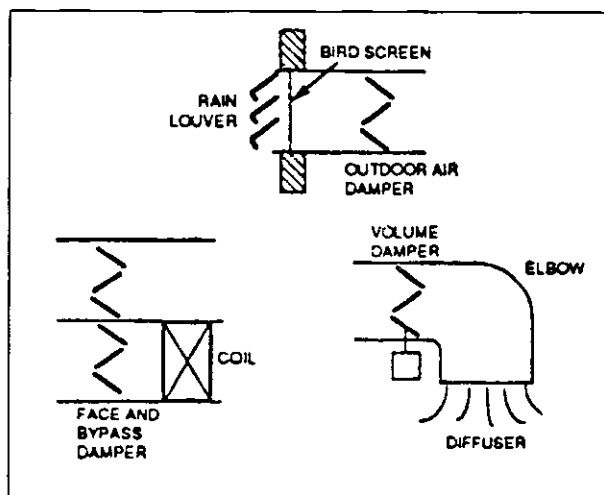 BIRD SCREEN
RAIN
LOUVER
OUTDOOR AIR
DAMPER
VOLUME
DAMPER
ELBOW
COIL
FACE AND
BYPASS
DAMPER
DIFFUSER